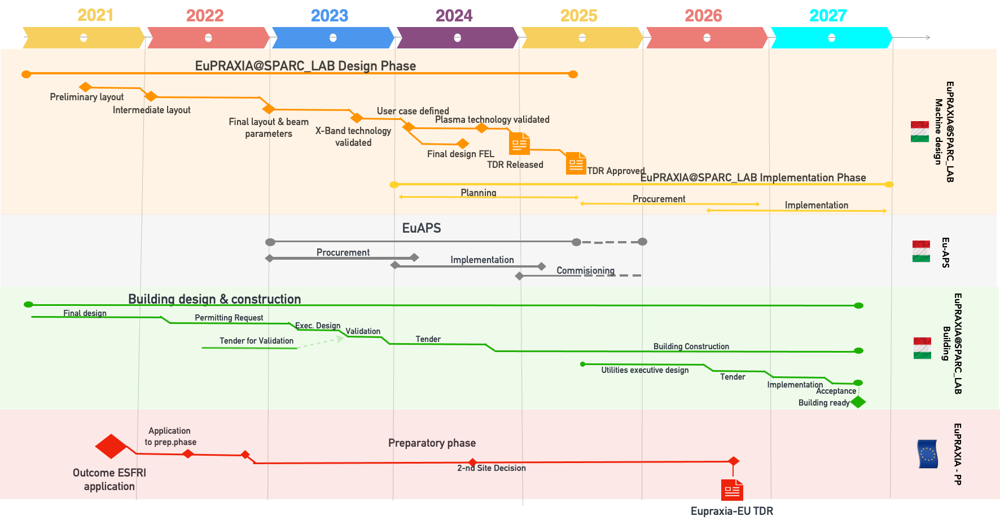 2021 2022 2023 2024 2025 2026 2027
EuPRAXIA@SPARC_LAB Design Phase
Preliminary layout
Intermediate layout
Final layout & beam
parameters
X-Band technology
validated
User case defined
Plasma technology validated
Final design FEL
TDR Released
TDR Approved
EuPRAXIA@SPARC_LAB Implementation Phase
Planning
Procurement
Implementation
EuPRAXIA@SPARC_LAB
Machine design
EuAPS
Procurement
Implementation
Commisioning
Eu-APS
Building design & construction
Final design
Permitting Request
Exec. Design
Validation
Tender for Validation
Tender
Building Construction
Utilities executive design
Tender
Implementation
Acceptance
Building ready
EuPRAXIA@SPARC_LAB
Building
Application
to prep.phase
Outcome ESFRI
application
Preparatory phase
2-nd Site Decision
Eupraxia-EU TDR
EuPRAXIA - PP